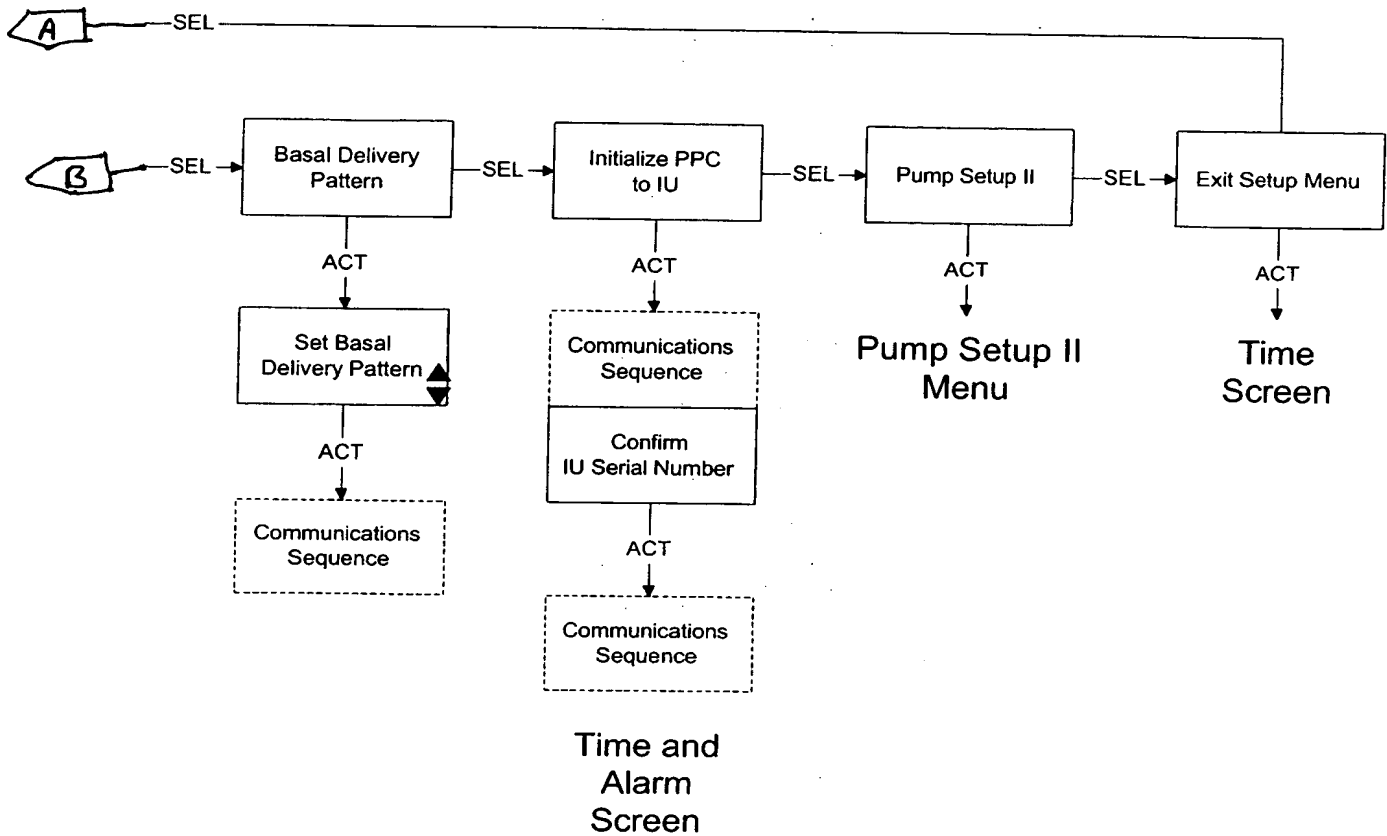 A
SEL
B
SEL
Basal Delivery
Pattern
SEL
Initialize PPC
to IU
SEL
Pump Setup II
SEL
Exit Setup Menu
ACT
ACT
ACT
ACT
Set Basal
Delivery Pattern
Communications
Sequence
Pump Setup II
Menu
Time
Screen
ACT
Confirm
IU Serial Number
Communications
Sequence
ACT
Communications
Sequence
Time and
Alarm
Screen